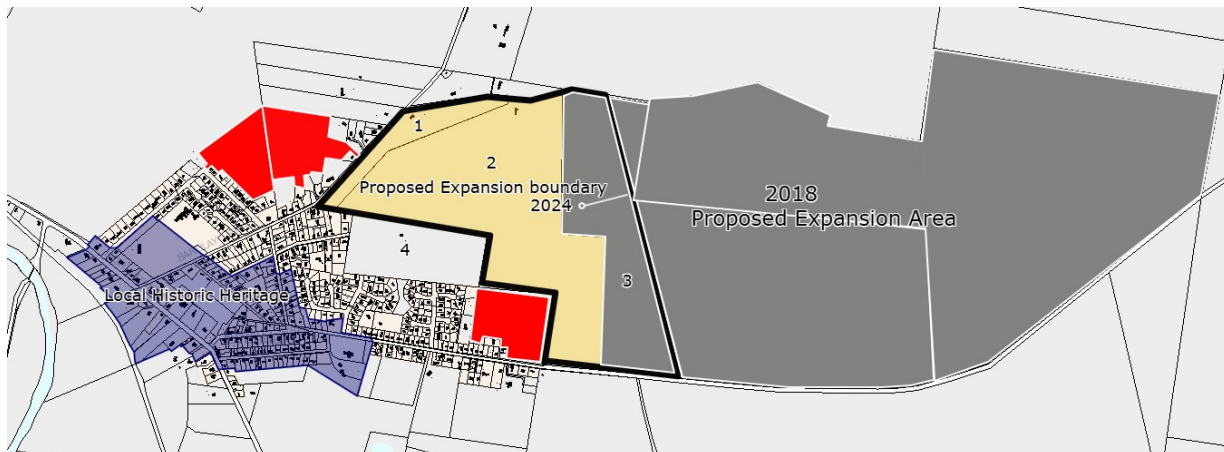 1
2
Proposed Expansion boundary
2024
2018
Proposed Expansion Area
3
4
Local Historic Heritage